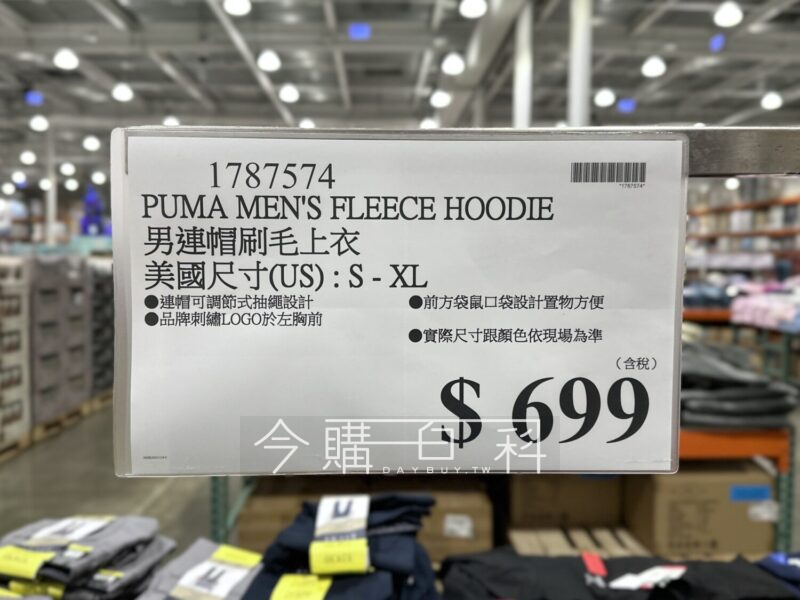 1787574
*1787574*
PUMA MEN'S FLEECE HOODIE
男連帽刷毛上衣
美國尺寸(US) : S - XL
●連帽可調節式抽繩設計
●前方袋鼠口袋設計置物方便
●品牌刺繡LOGO於左胸前
●實際尺寸跟顏色依現場為準
(含稅)
$ 699
今購百科
DAYBUY.TW